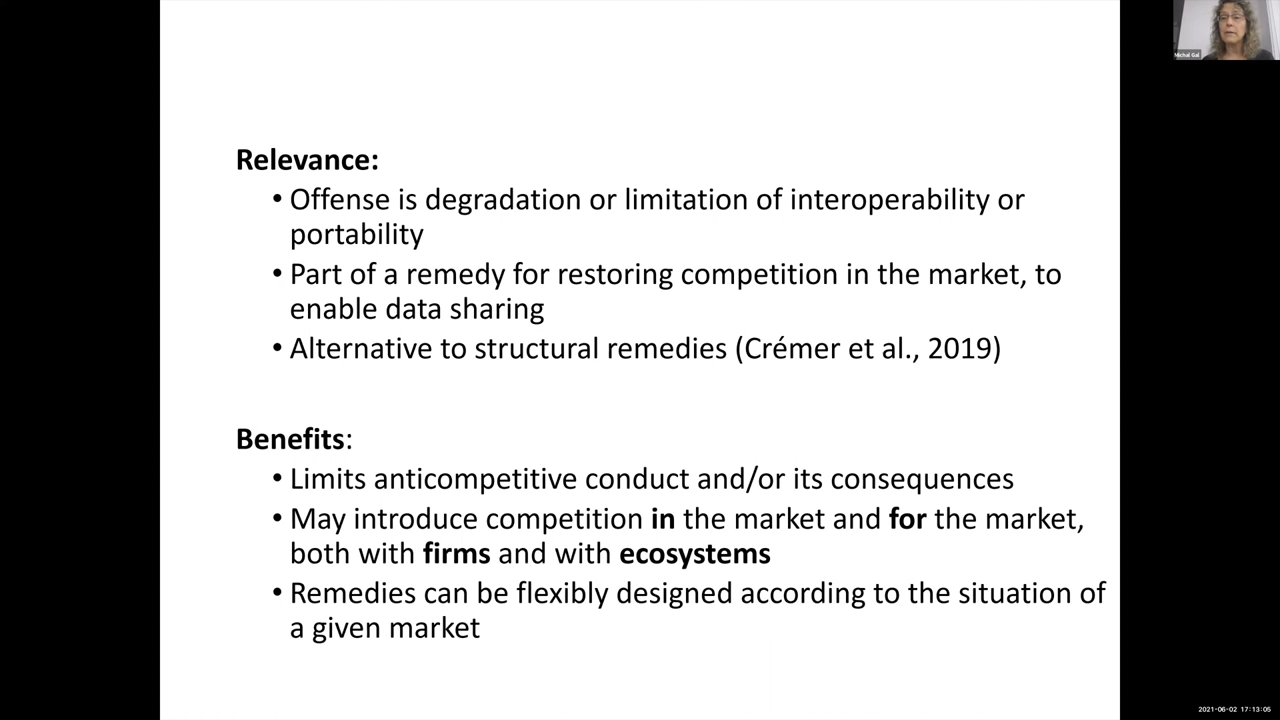 Michal Gal
Relevance:
• Offense is degradation or limitation of interoperability or
portability
• Part of a remedy for restoring competition in the market, to
enable data sharing
• Alternative to structural remedies (Crémer et al., 2019)
Benefits:
• Limits anticompetitive conduct and/or its consequences
• May introduce competition in the market and for the market,
both with firms and with ecosystems
• Remedies can be flexibly designed according to the situation of
a given market
2021-06-02 17:13:05